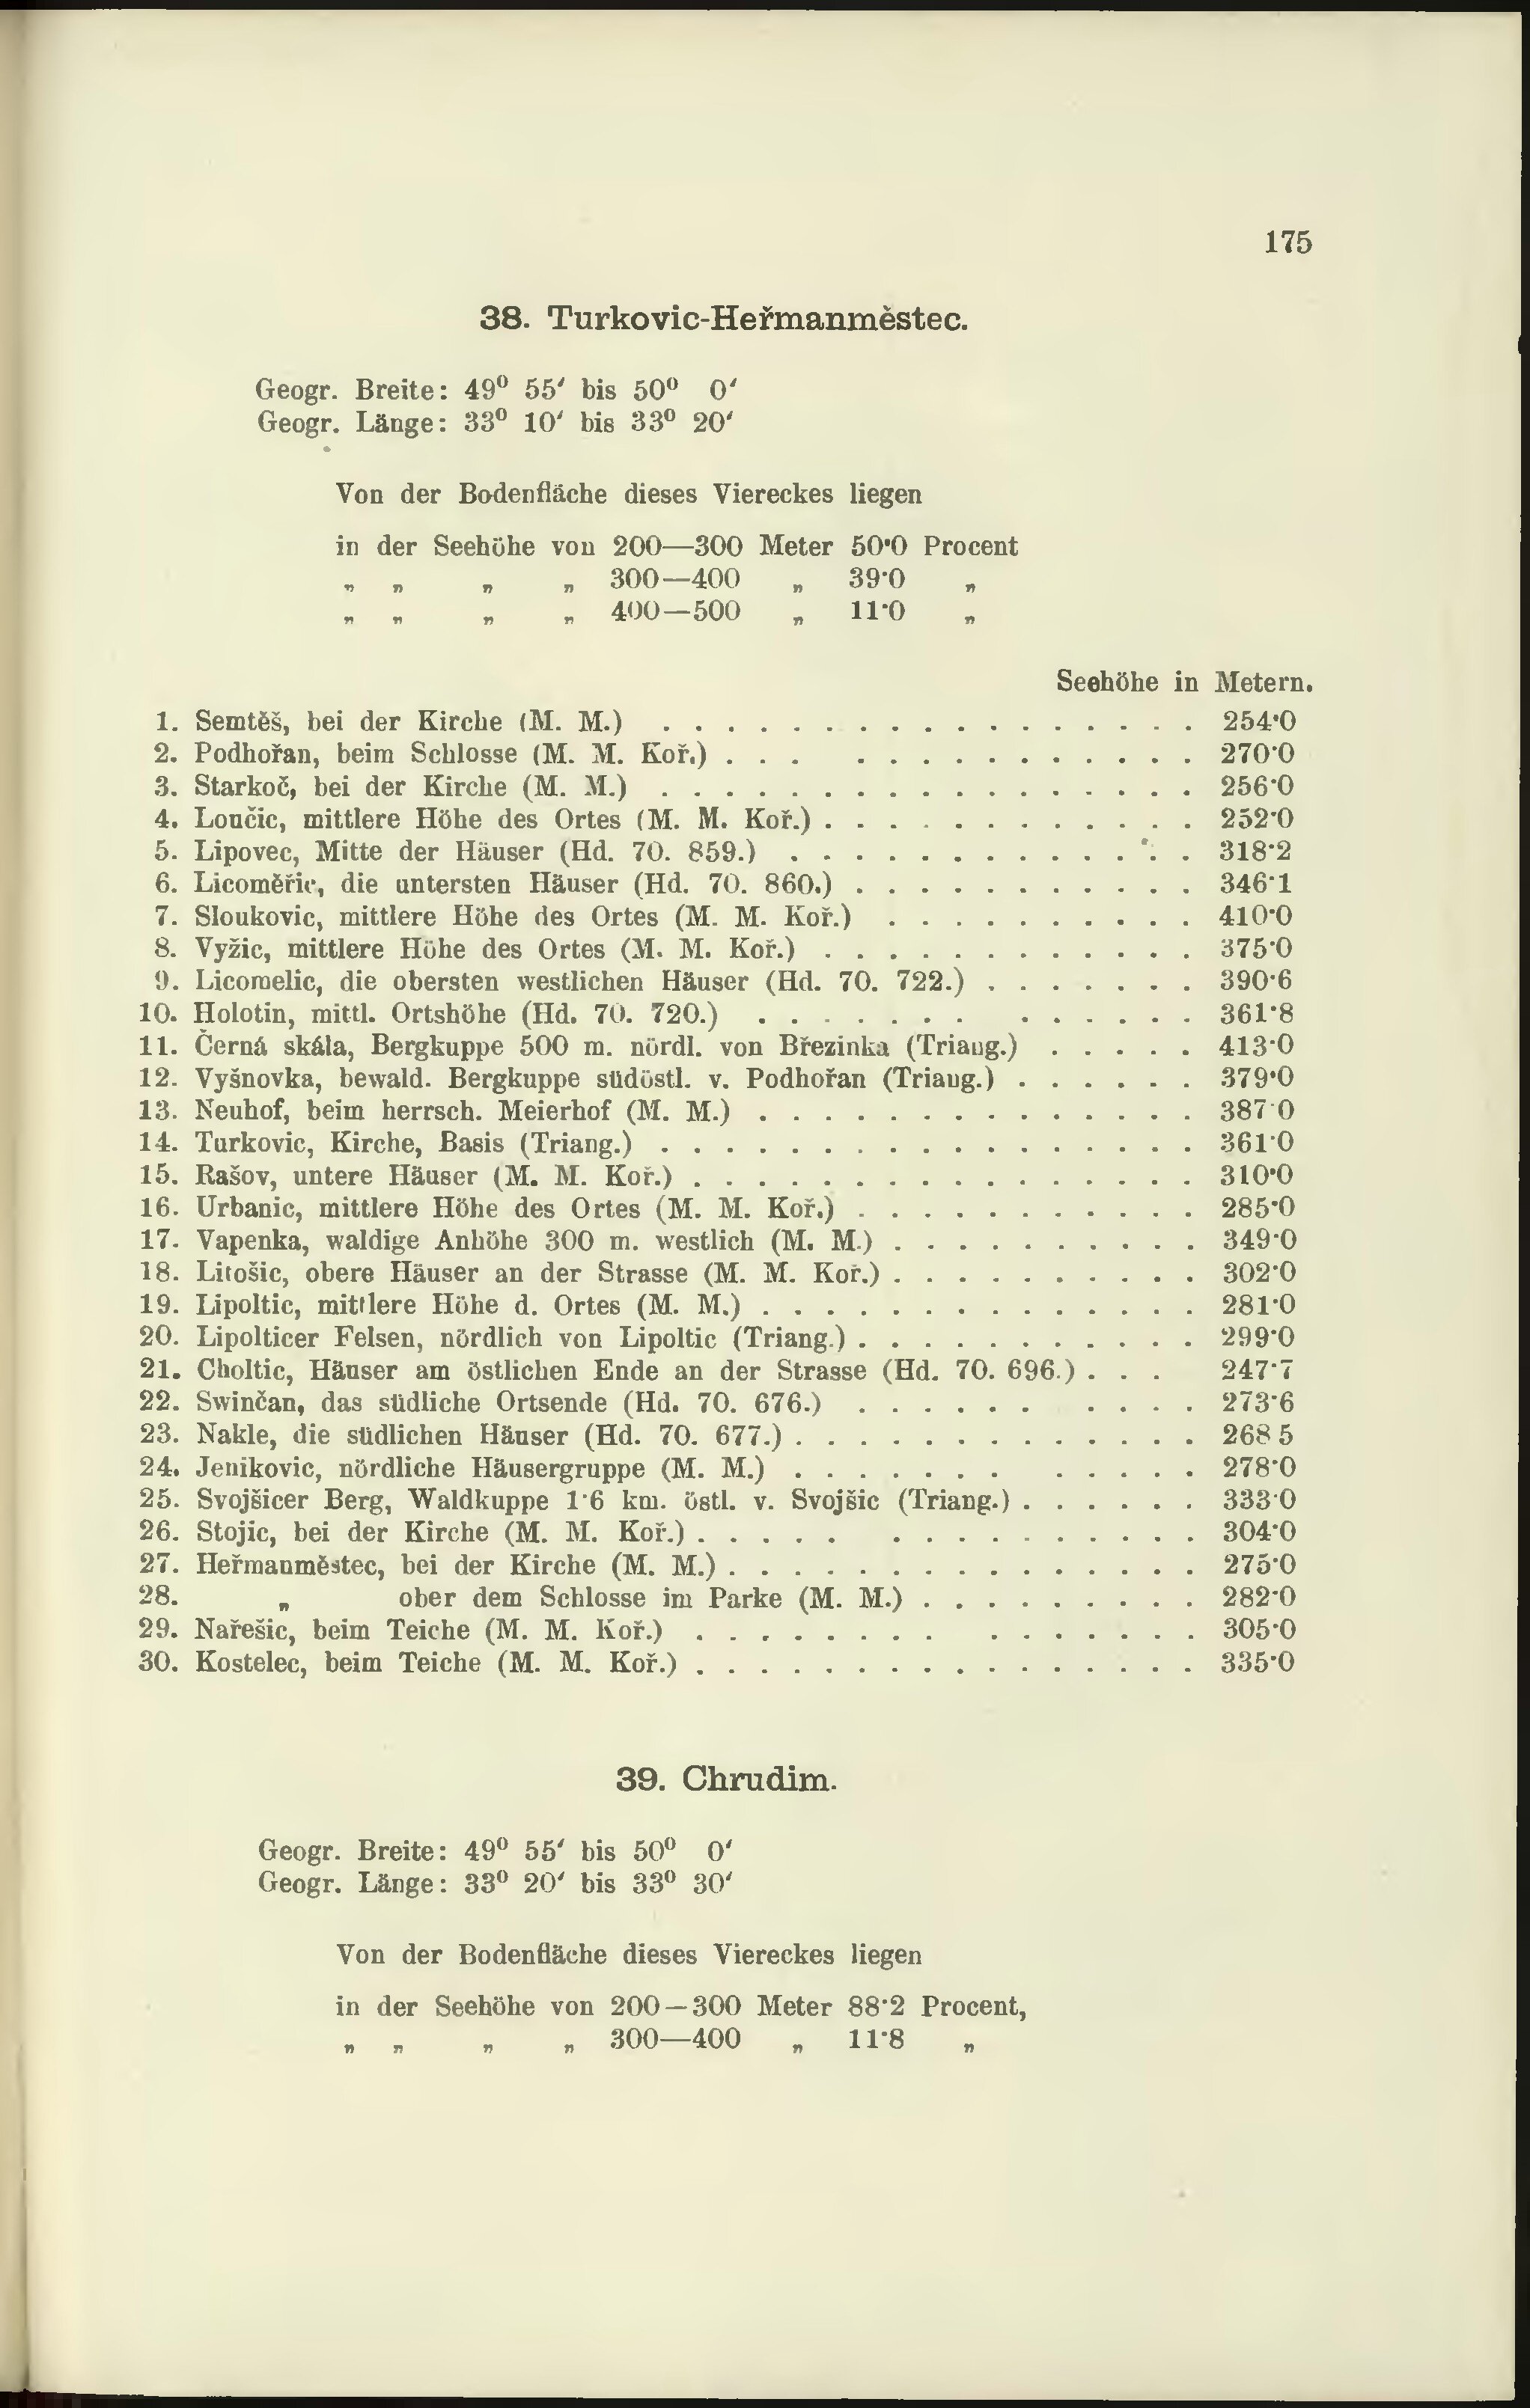 175
38. Turkovic-Heřmanměstec.
Geogr. Breite: 49⁰ 55′ bis 50⁰ 0′
Geogr. Länge: 33⁰ 10′ bis 33⁰ 20′
Von der Bodenfläche dieses Viereckes liegen
in der Seehöhe von 200—300 Meter 50·0 Procent
„ „ „ „ 300—400 „ 39·0 „
„ „ „ „ 400—500 „ 11·0 „
Seehöhe in Metern.
1. Semtěš, bei der Kirche (M. M.) . . . . . . . . . . . . . . . . . 254·0
2. Podhořan, beim Schlosse (M. M. Koř.) . . . . . . . . . . . . . . 270·0
3. Starkoč, bei der Kirche (M. M.) . . . . . . . . . . . . . . . . . 256·0
4. Loučic, mittlere Höhe des Ortes (M. M. Koř.) . . . . . . . . . . . . 252·0
5. Lipovec, Mitte der Häuser (Hd. 70. 859.) . . . . . . . . . . . . . 318·2
6. Licoměřic, die untersten Häuser (Hd. 70. 860.) . . . . . . . . . . . 346·1
7. Sloukovic, mittlere Höhe des Ortes (M. M. Koř.) . . . . . . . . . . 410·0
8. Vyžic, mittlere Höhe des Ortes (M. M. Koř.) . . . . . . . . . . . . 375·0
9. Licomelic, die obersten westlichen Häuser (Hd. 70. 722.) . . . . . . . 390·6
10. Holotin, mittl. Ortshöhe (Hd. 70. 720.) . . . . . . . . . . . . . 361·8
11. Černá skála, Bergkuppe 500 m. nördl. von Březinka (Triang.) . . . . . 413·0
12. Vyšnovka, bewald. Bergkuppe südöstl. v. Podhořan (Triang.) . . . . . . 379·0
13. Neuhof, beim herrsch. Meierhof (M. M.) . . . . . . . . . . . . . . 387·0
14. Turkovic, Kirche, Basis (Triang.) . . . . . . . . . . . . . . . . . 361·0
15. Rašov, untere Häuser (M. M. Koř.) . . . . . . . . . . . . . . . . 310·0
16. Urbanic, mittlere Höhe des Ortes (M. M. Koř.) . . . . . . . . . . . 285·0
17. Vapenka, waldige Anhöhe 300 m. westlich (M. M.) . . . . . . . . . . 349·0
18. Litošic, obere Häuser an der Strasse (M. M. Koř.) . . . . . . . . . . 302·0
19. Lipoltic, mittlere Höhe d. Ortes (M. M.) . . . . . . . . . . . . . . 281·0
20. Lipolticer Felsen, nördlich von Lipoltic (Triang.) . . . . . . . . . . . 299·0
21. Choltic, Häuser am östlichen Ende an der Strasse (Hd. 70. 696.) . . . 247·7
22. Swinčan, das südliche Ortsende (Hd. 70. 676.) . . . . . . . . . . 273·6
23. Nakle, die südlichen Häuser (Hd. 70. 677.) . . . . . . . . . . . . . 268 5
24. Jenikovic, nördliche Häusergruppe (M. M.) . . . . . . . . . . . . 278·0
25. Svojšicer Berg, Waldkuppe 1·6 km. östl. v. Svojšic (Triang.) . . . . . . 333·0
26. Stojic, bei der Kirche (M. M. Koř.) . . . . . . . . . . . . . . . 304·0
27. Heřmanměstec, bei der Kirche (M. M.) . . . . . . . . . . . . . . . 275·0
28. „ ober dem Schlosse im Parke (M. M.) . . . . . . . . . 282·0
29. Nařešic, beim Teiche (M. M. Koř.) . . . . . . . . . . . . . . . 305·0
30. Kostelec, beim Teiche (M. M. Koř.) . . . . . . . . . . . . . . . . 335·0
39. Chrudim.
Geogr. Breite: 49⁰ 55′ bis 50⁰ 0′
Geogr. Länge: 33⁰ 20′ bis 33⁰ 30′
Von der Bodenfläche dieses Viereckes liegen
in der Seehöhe von 200—300 Meter 88·2 Procent,
„ „ „ „ 300—400 „ 11·8 „